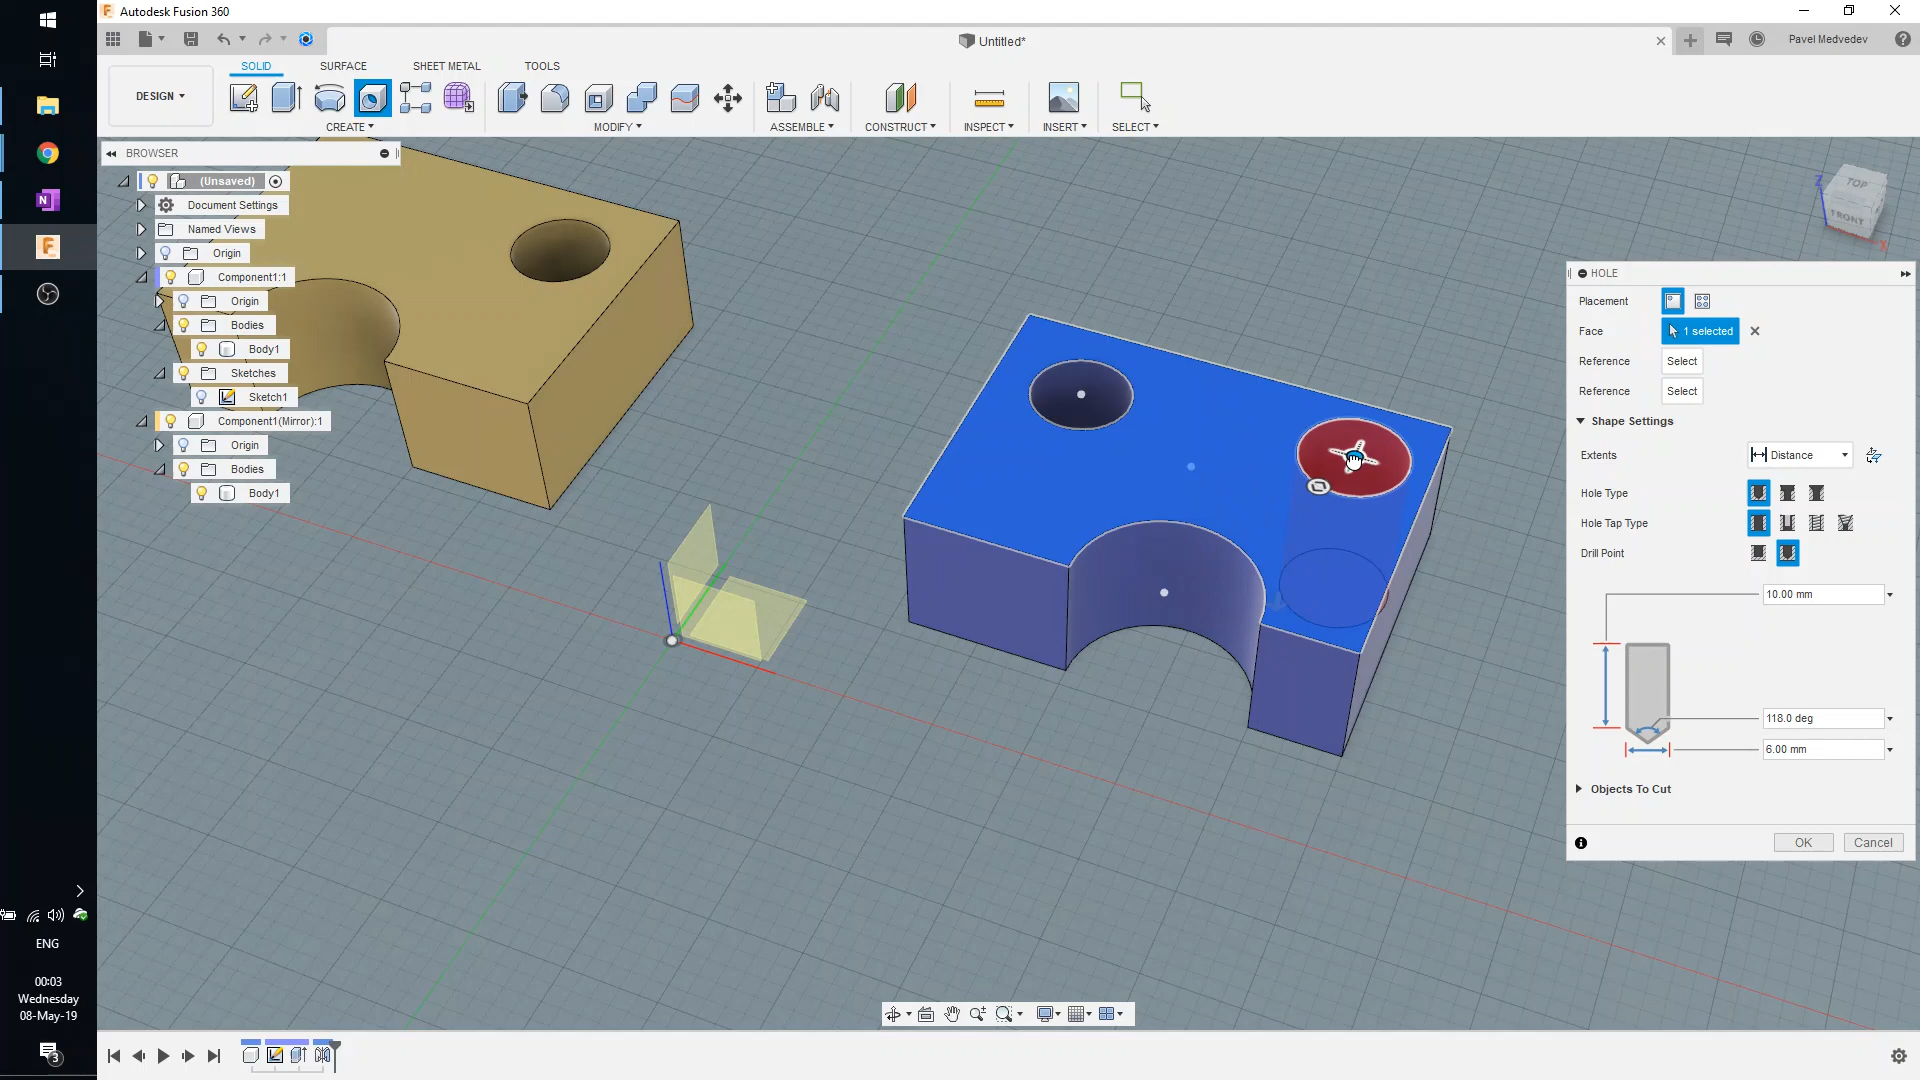 Autodesk Fusion 360
Untitled*
Pavel Medvedev
DESIGN
SOLID
SURFACE
SHEET METAL
TOOLS
CREATE
MODIFY
ASSEMBLE
CONSTRUCT
INSPECT
INSERT
SELECT
BROWSER
(Unsaved)
Document Settings
Named Views
Origin
Component1:1
Origin
Bodies
Body1
Sketches
Sketch1
Component1(Mirror):1
Origin
Bodies
Body1
Z
TOP
FRONT
X
HOLE
Placement
Face 1 selected
Reference Select
Reference Select
Shape Settings
Extents Distance
Hole Type
Hole Tap Type
Drill Point
10.00 mm
118.0 deg
6.00 mm
Objects To Cut
OK Cancel
ENG
00:03
Wednesday
08-May-19
3